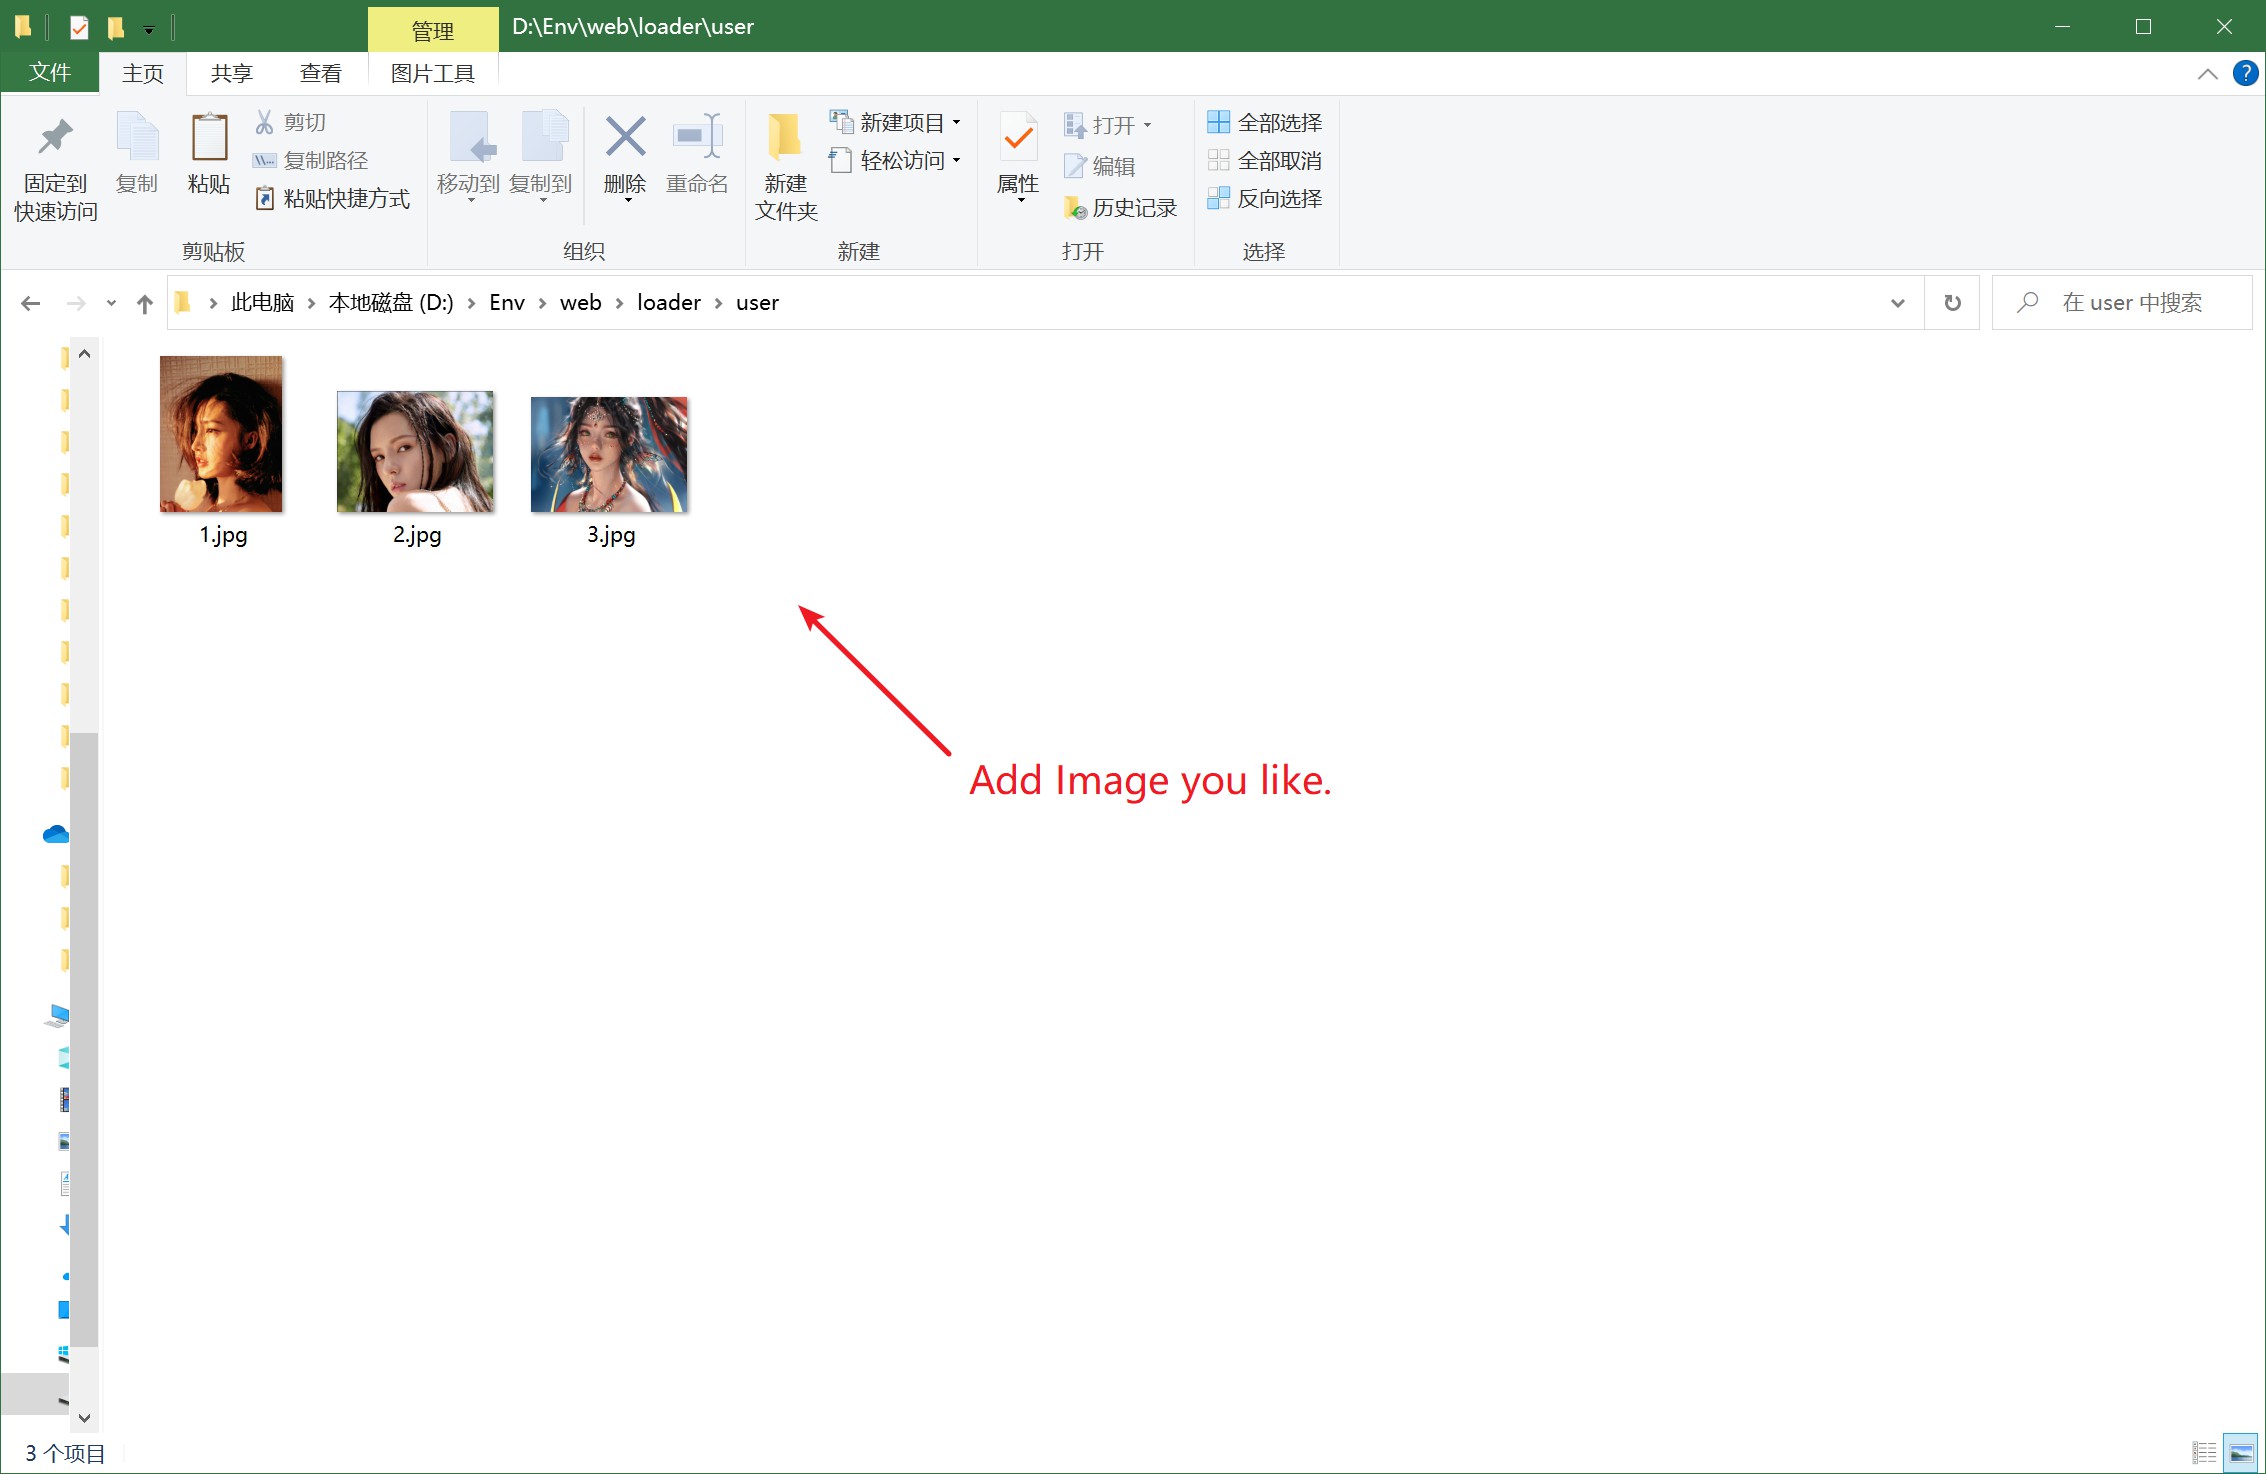 管理
D:\Env\web\loader\user
文件
主页
共享
查看
图片工具
?
固定到
快速访问
复制
粘贴
剪切
复制路径
粘贴快捷方式
剪贴板
移动到
复制到
删除
重命名
组织
新建
文件夹
新建项目
轻松访问
新建
属性
打开
编辑
历史记录
打开
全部选择
全部取消
反向选择
选择
此电脑 › 本地磁盘 (D:) › Env › web › loader › user
在 user 中搜索
1.jpg
2.jpg
3.jpg
Add Image you like.
3 个项目